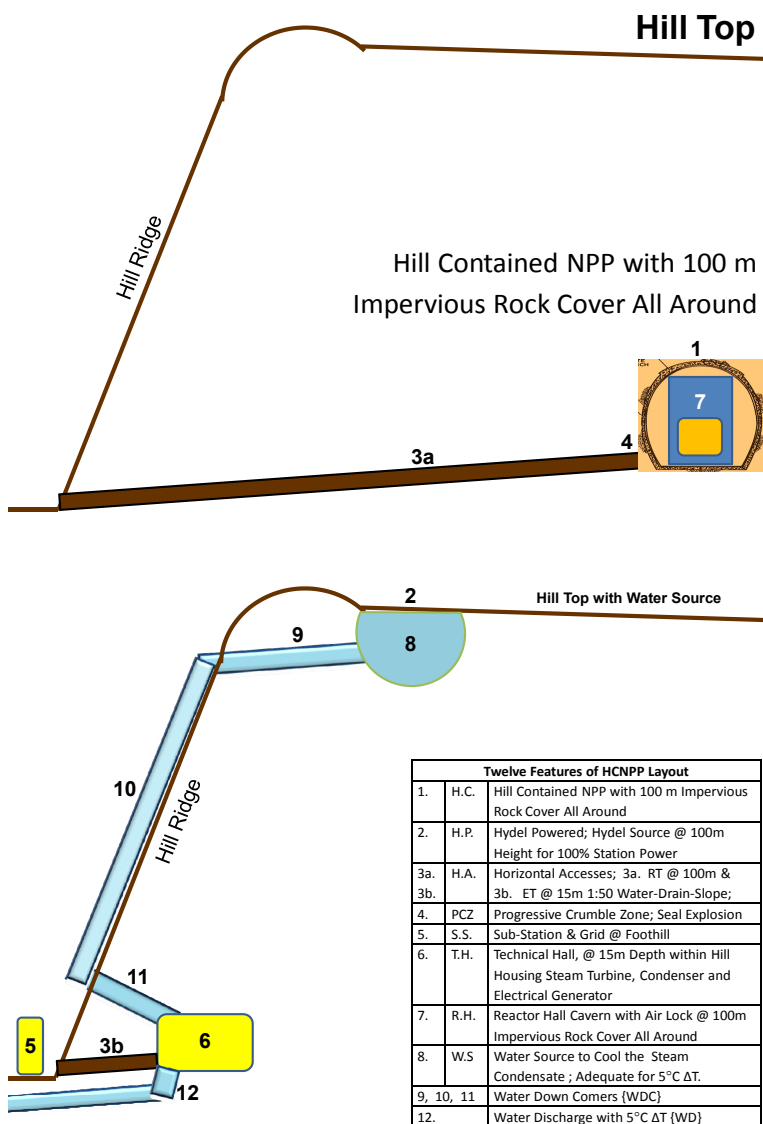 Hill Top
Hill Ridge
Hill Contained NPP with 100 m
Impervious Rock Cover All Around
1
7
4
3a
2
Hill Top with Water Source
9
8
10
Hill Ridge
11
5
3b
6
12
Twelve Features of HCNPP Layout
1. H.C. Hill Contained NPP with 100 m Impervious
Rock Cover All Around
2. H.P. Hydel Powered; Hydel Source @ 100m
Height for 100% Station Power
3a. H.A. Horizontal Accesses; 3a. RT @ 100m &
3b. 3b. ET @ 15m 1:50 Water-Drain-Slope;
4. PCZ Progressive Crumble Zone; Seal Explosion
5. S.S. Sub-Station & Grid @ Foothill
6. T.H. Technical Hall, @ 15m Depth within Hill
Housing Steam Turbine, Condenser and
Electrical Generator
7. R.H. Reactor Hall Cavern with Air Lock @ 100m
Impervious Rock Cover All Around
8. W.S Water Source to Cool the Steam
Condensate ; Adequate for 5°C ΔT.
9, 10, 11 Water Down Comers {WDC}
12. Water Discharge with 5°C ΔT {WD}